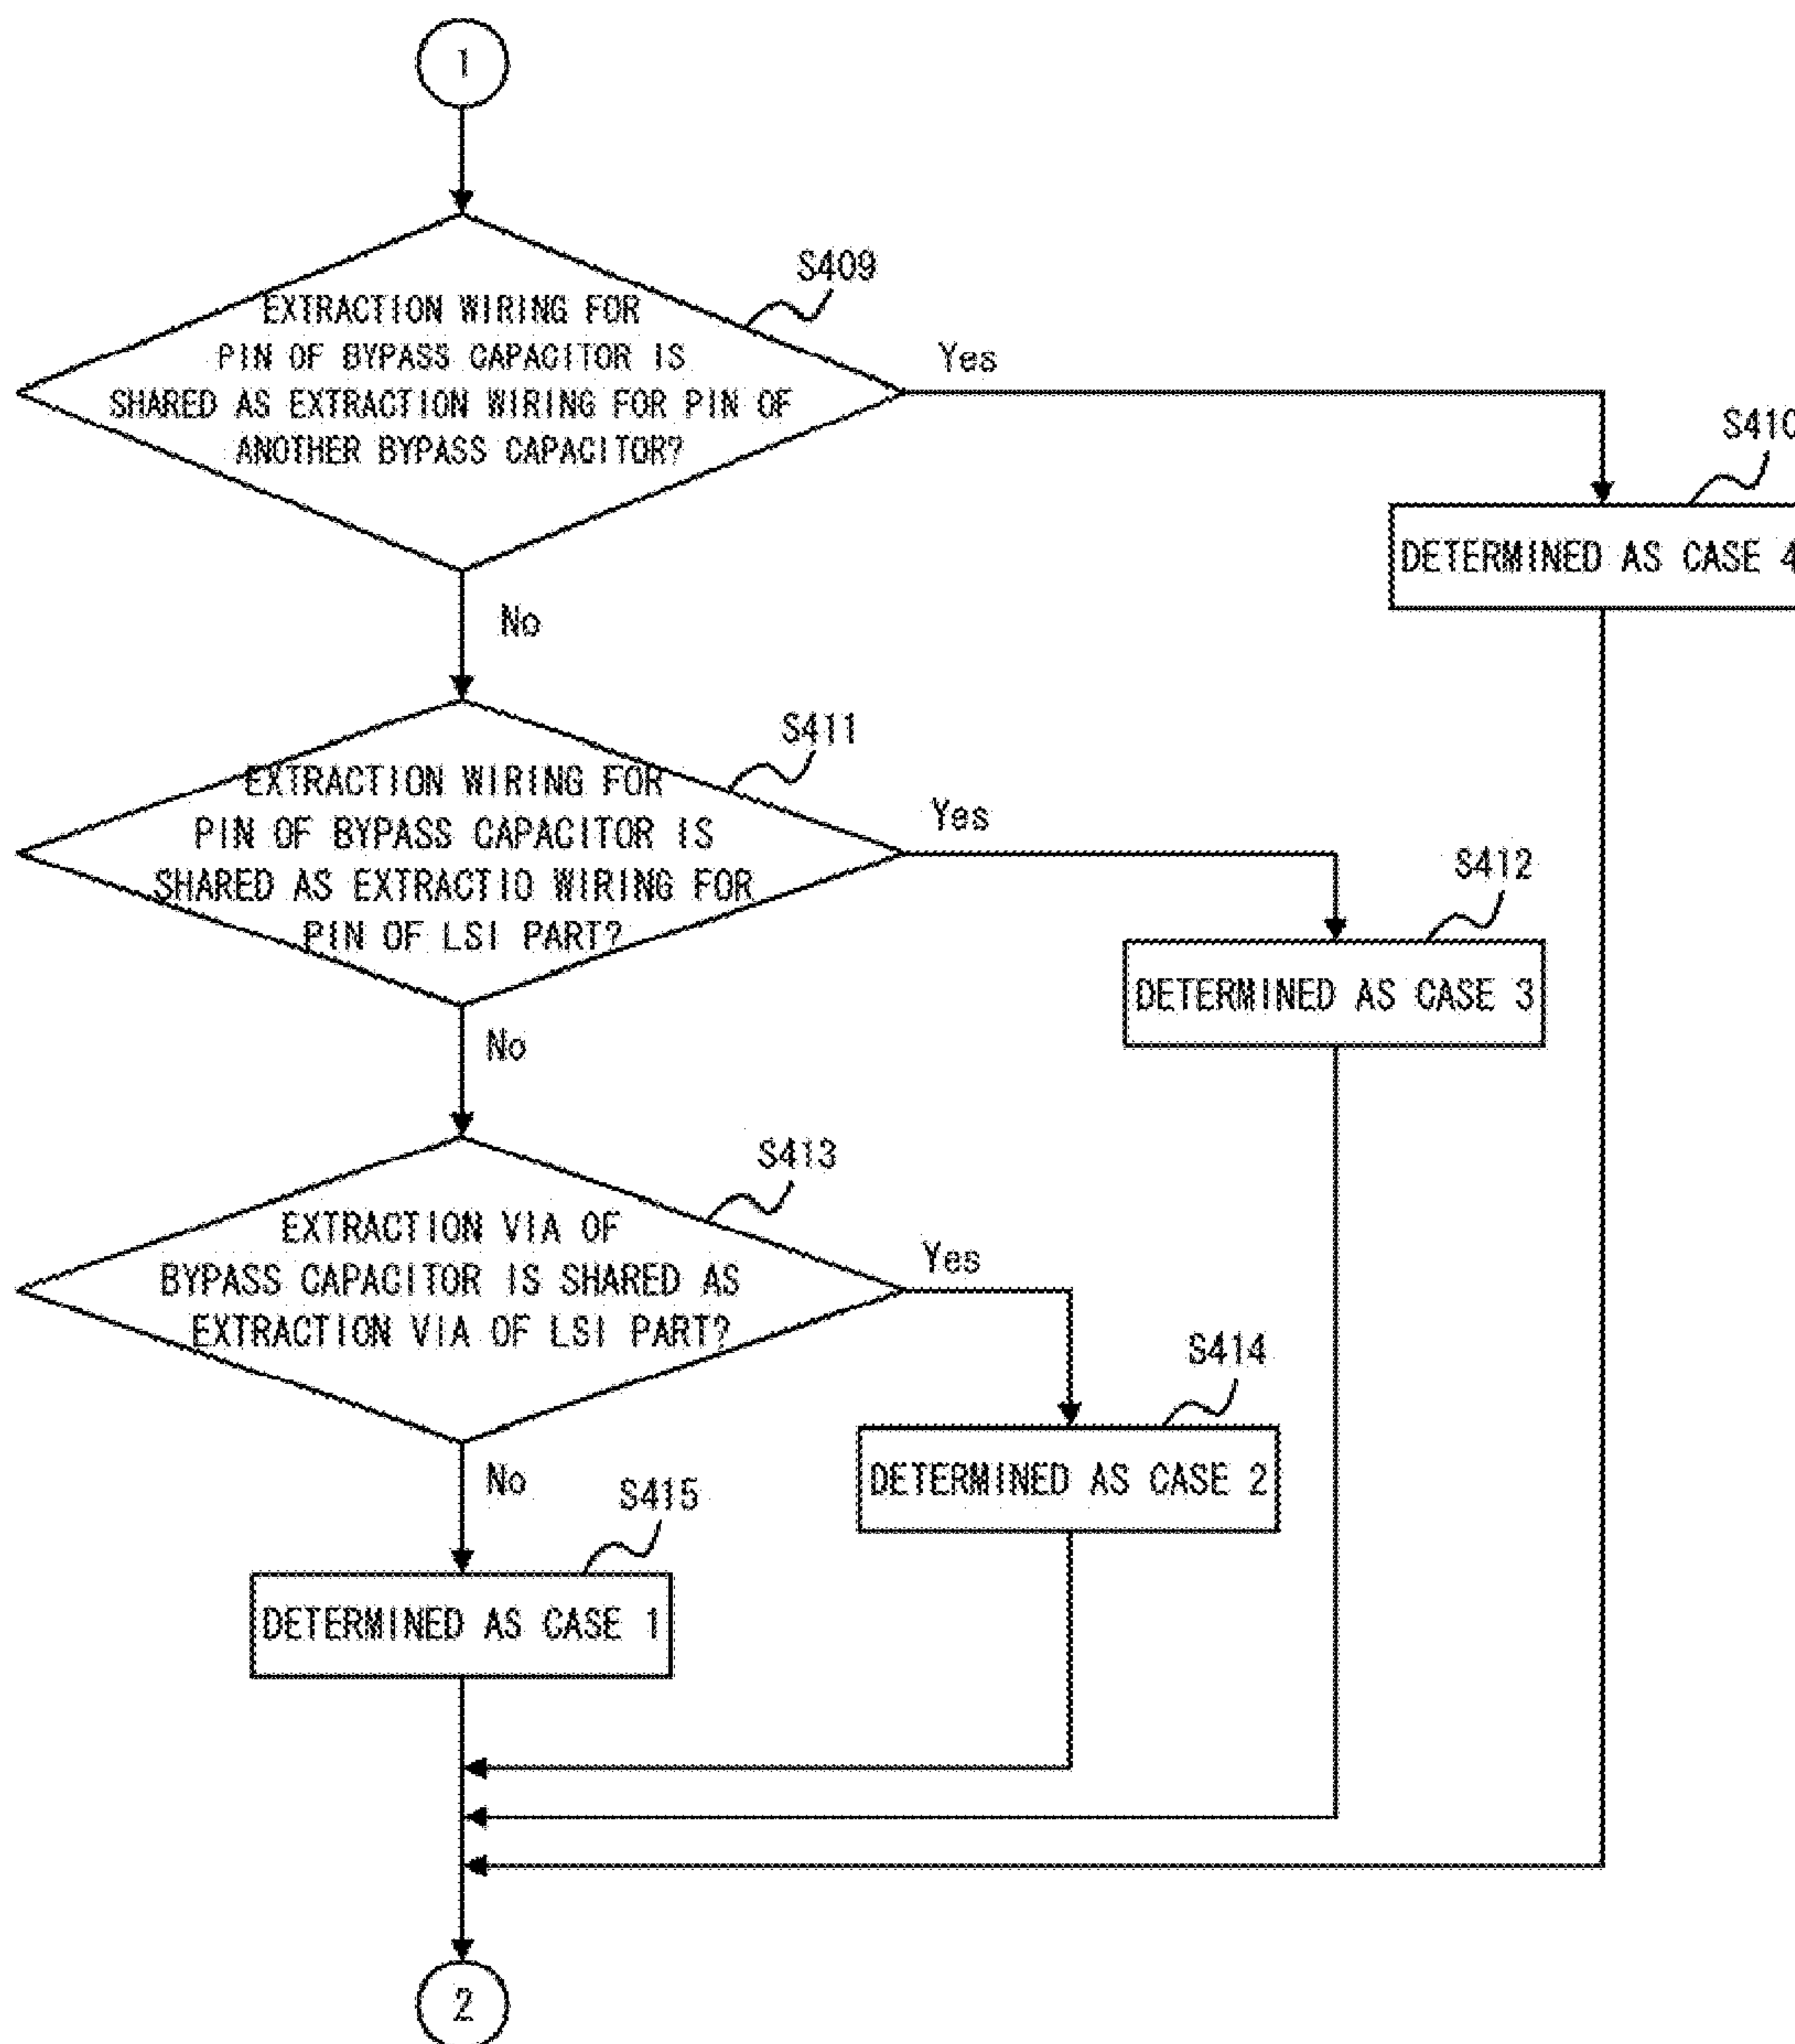 1
S409
EXTRACTION WIRING FOR
PIN OF BYPASS CAPACITOR IS
SHARED AS EXTRACTION WIRING FOR PIN OF
ANOTHER BYPASS CAPACITOR?
Yes
S410
DETERMINED AS CASE 4
No
S411
EXTRACTION WIRING FOR
PIN OF BYPASS CAPACITOR IS
SHARED AS EXTRACTIO WIRING FOR
PIN OF LSI PART?
Yes
S412
DETERMINED AS CASE 3
No
S413
EXTRACTION VIA OF
BYPASS CAPACITOR IS SHARED AS
EXTRACTION VIA OF LSI PART?
Yes
S414
DETERMINED AS CASE 2
No
S415
DETERMINED AS CASE 1
2